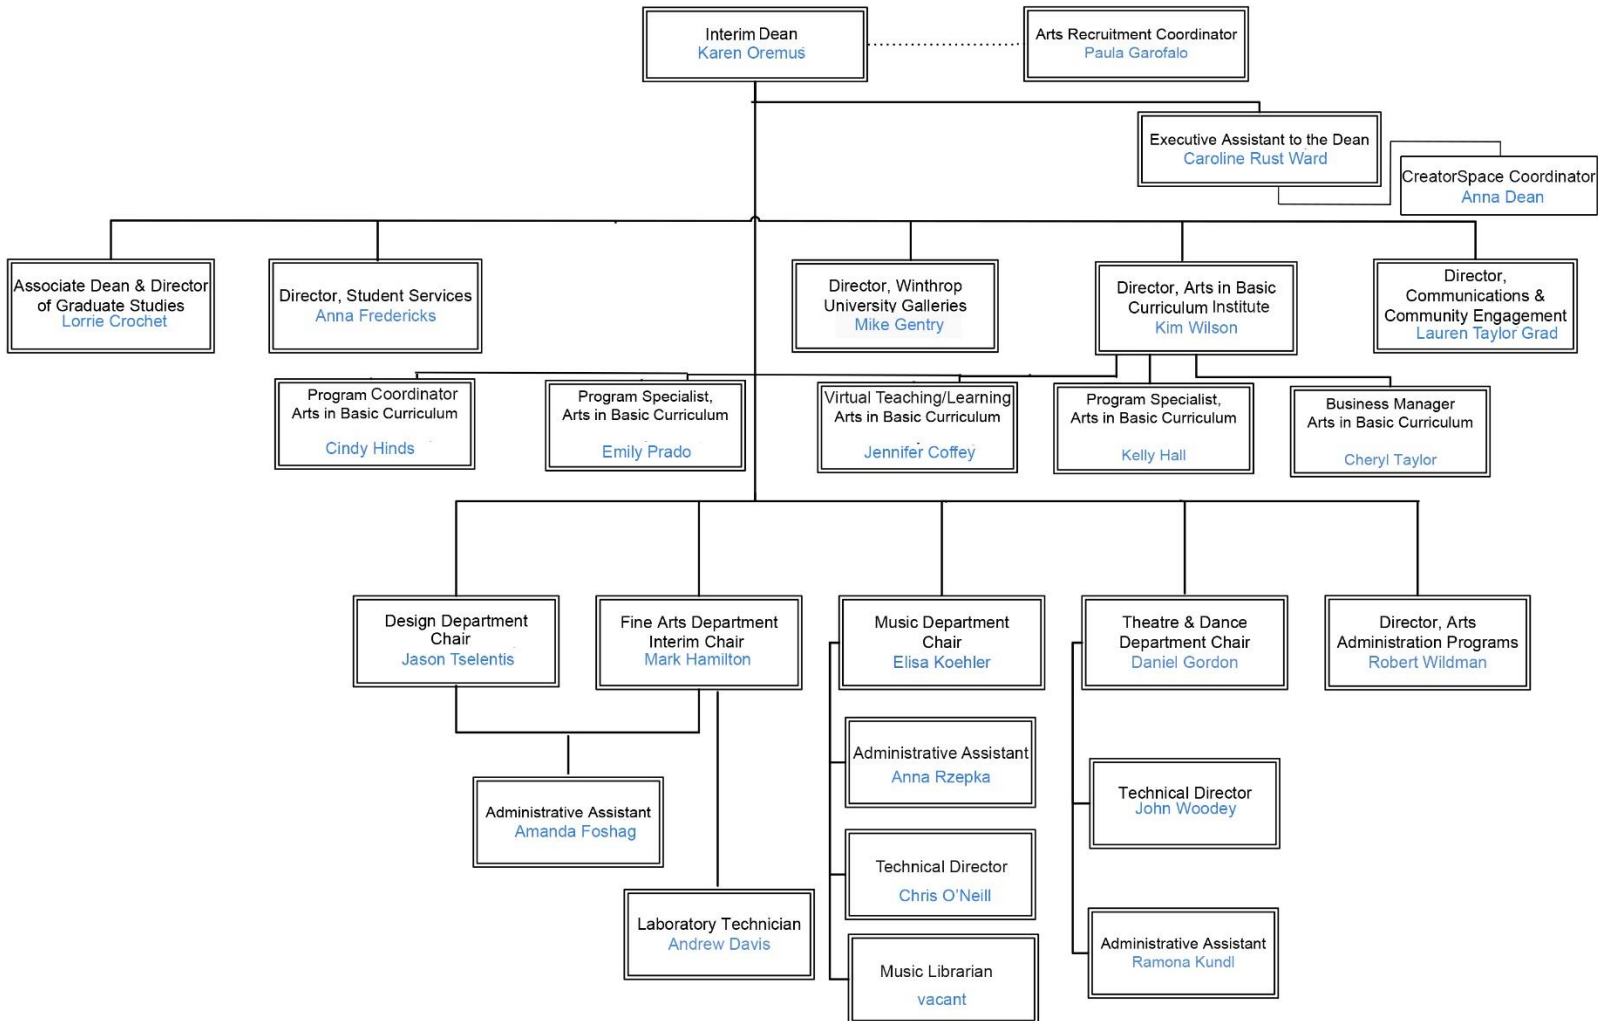 Interim Dean
Karen Oremus
Arts Recruitment Coordinator
Paula Garofalo
Executive Assistant to the Dean
Caroline Rust Ward
CreatorSpace Coordinator
Anna Dean
Associate Dean & Director
of Graduate Studies
Lorrie Crochet
Director, Student Services
Anna Fredericks
Director, Winthrop
University Galleries
Mike Gentry
Director, Arts in Basic
Curriculum Institute
Kim Wilson
Director,
Communications &
Community Engagement
Lauren Taylor Grad
Program Coordinator
Arts in Basic Curriculum
Cindy Hinds
Program Specialist,
Arts in Basic Curriculum
Emily Prado
Virtual Teaching/Learning
Arts in Basic Curriculum
Jennifer Coffey
Program Specialist,
Arts in Basic Curriculum
Kelly Hall
Business Manager
Arts in Basic Curriculum
Cheryl Taylor
Design Department
Chair
Jason Tselentis
Fine Arts Department
Interim Chair
Mark Hamilton
Music Department
Chair
Elisa Koehler
Theatre & Dance
Department Chair
Daniel Gordon
Director, Arts
Administration Programs
Robert Wildman
Administrative Assistant
Amanda Foshag
Laboratory Technician
Andrew Davis
Administrative Assistant
Anna Rzepka
Technical Director
Chris O'Neill
Music Librarian
vacant
Technical Director
John Woodey
Administrative Assistant
Ramona Kundl